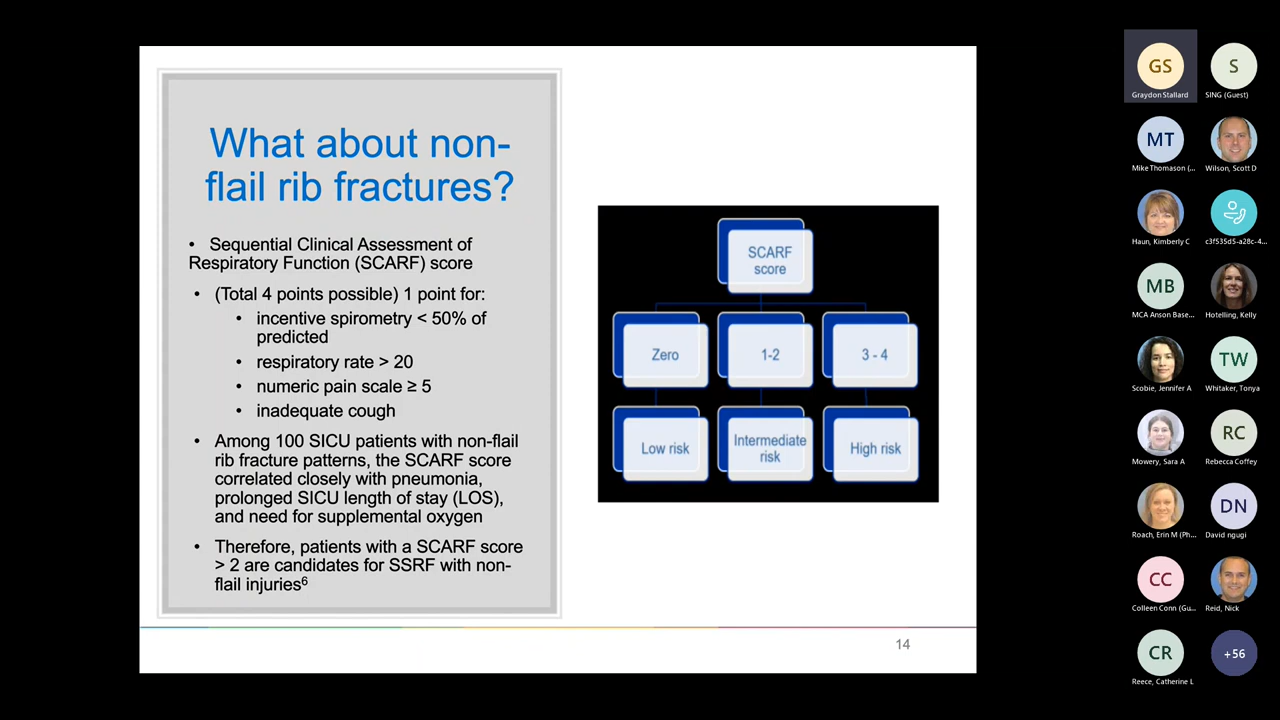 What about non-
flail rib fractures?
• Sequential Clinical Assessment of
Respiratory Function (SCARF) score
• (Total 4 points possible) 1 point for:
• incentive spirometry < 50% of
predicted
• respiratory rate > 20
• numeric pain scale ≥ 5
• inadequate cough
• Among 100 SICU patients with non-flail
rib fracture patterns, the SCARF score
correlated closely with pneumonia,
prolonged SICU length of stay (LOS),
and need for supplemental oxygen
• Therefore, patients with a SCARF score
> 2 are candidates for SSRF with non-
flail injuries6
SCARF
score
Zero
1-2
3 - 4
Low risk
Intermediate
risk
High risk
14
GS
Graydon Stallard
S
SING (Guest)
MT
Mike Thomason (...
Wilson, Scott D
Haun, Kimberly C
c3f535d5-a28c-4...
MB
MCA Anson Base...
Hotelling, Kelly
Scobie, Jennifer A
TW
Whitaker, Tonya
Mowery, Sara A
RC
Rebecca Coffey
Roach, Erin M (Ph...
DN
David ngugi
CC
Colleen Conn (Gu...
Reid, Nick
CR
Reece, Catherine L
+56